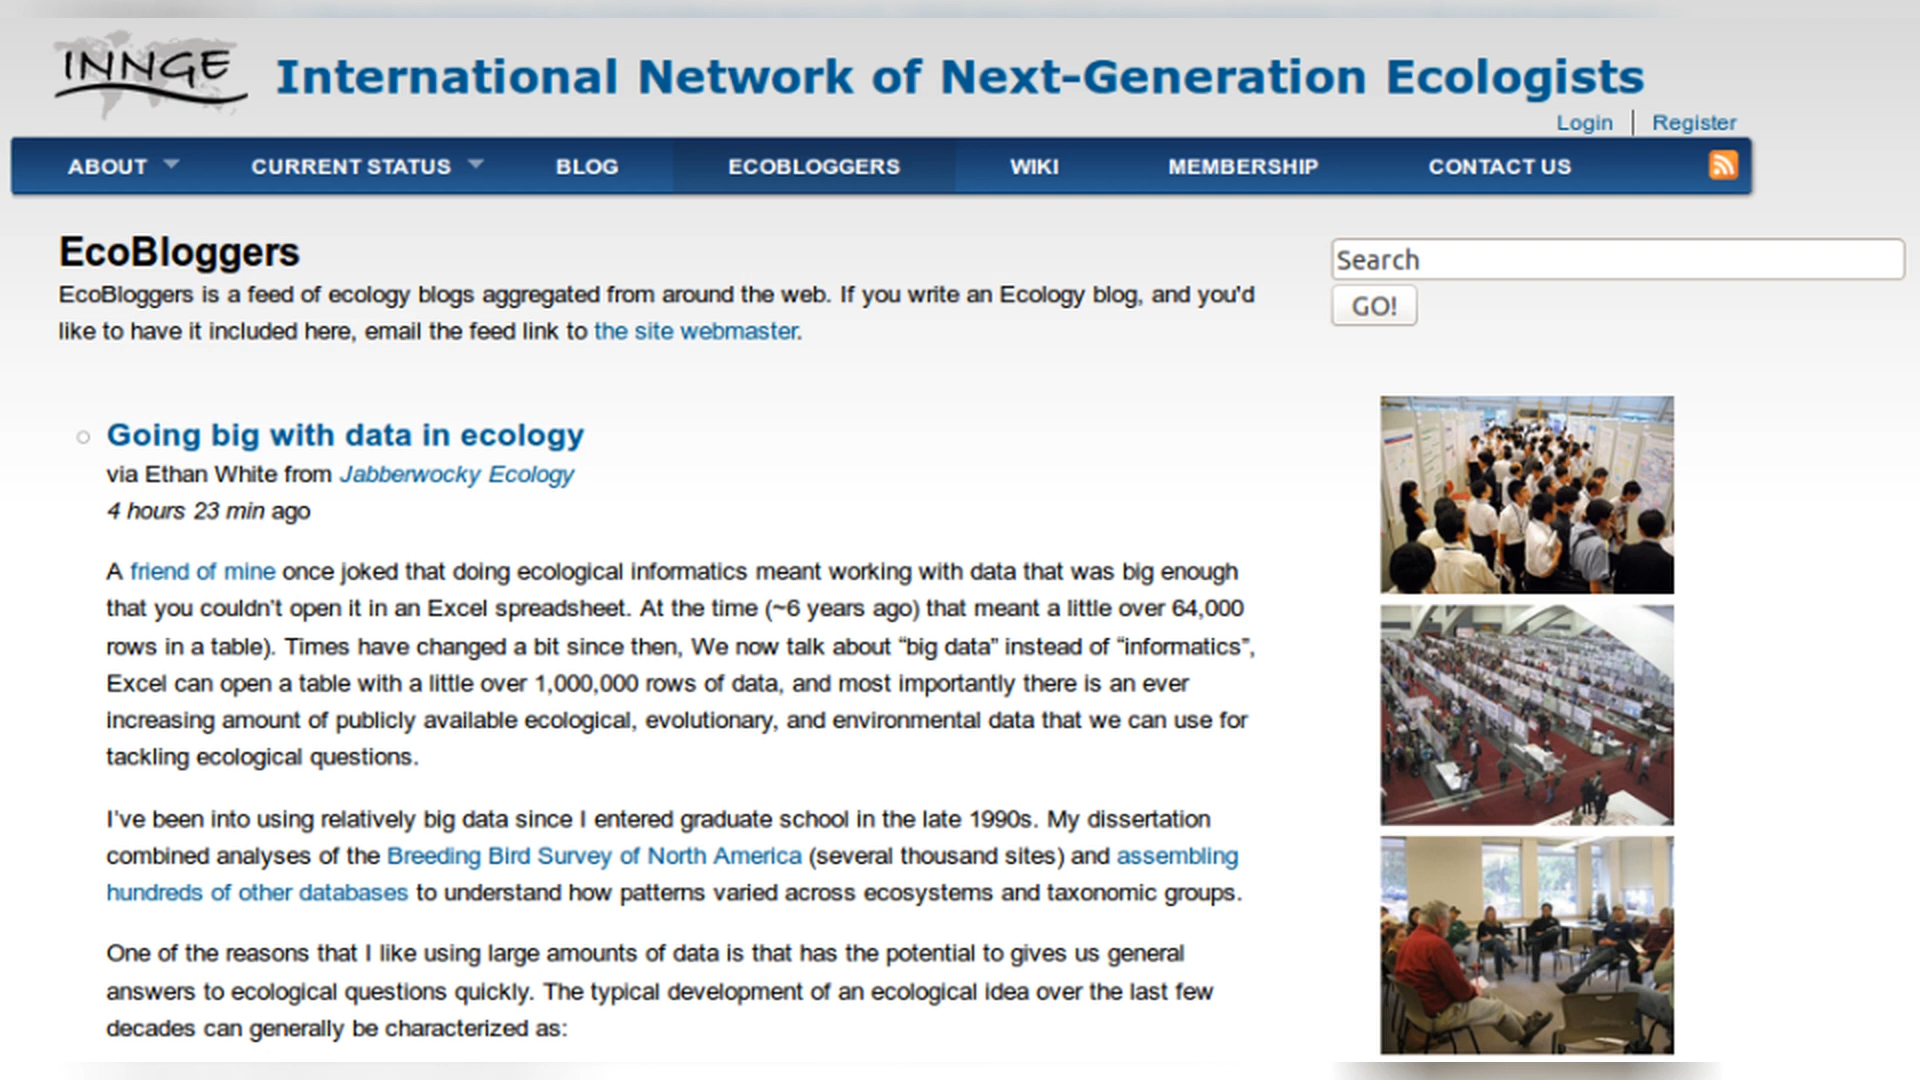 INNGE
International Network of Next-Generation Ecologists
Login | Register
ABOUT CURRENT STATUS BLOG ECOBLOGGERS WIKI MEMBERSHIP CONTACT US
EcoBloggers
EcoBloggers is a feed of ecology blogs aggregated from around the web. If you write an Ecology blog, and you'd
like to have it included here, email the feed link to the site webmaster.
Search
GO!
Going big with data in ecology
via Ethan White from Jabberwocky Ecology
4 hours 23 min ago
A friend of mine once joked that doing ecological informatics meant working with data that was big enough
that you couldn’t open it in an Excel spreadsheet. At the time (~6 years ago) that meant a little over 64,000
rows in a table). Times have changed a bit since then, We now talk about “big data” instead of “informatics”,
Excel can open a table with a little over 1,000,000 rows of data, and most importantly there is an ever
increasing amount of publicly available ecological, evolutionary, and environmental data that we can use for
tackling ecological questions.
I’ve been into using relatively big data since I entered graduate school in the late 1990s. My dissertation
combined analyses of the Breeding Bird Survey of North America (several thousand sites) and assembling
hundreds of other databases to understand how patterns varied across ecosystems and taxonomic groups.
One of the reasons that I like using large amounts of data is that has the potential to gives us general
answers to ecological questions quickly. The typical development of an ecological idea over the last few
decades can generally be characterized as: